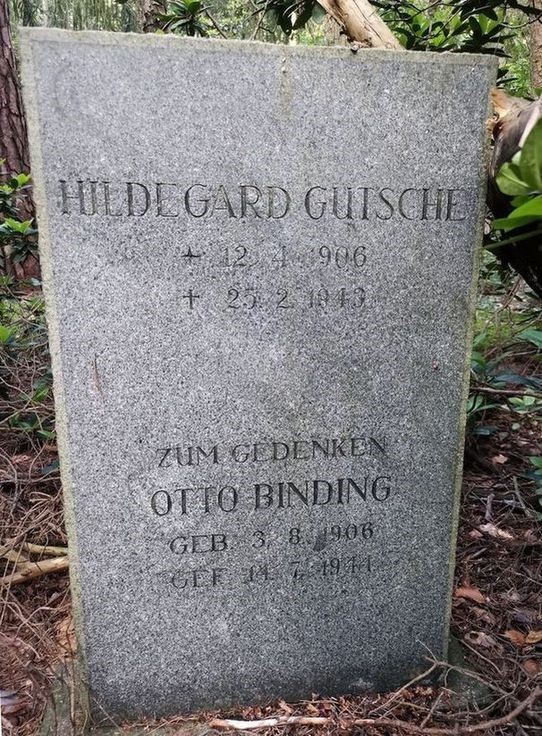 HILDEGARD GUTSCHE
* 12. 4. 1906
† 25. 2. 1943
ZUM GEDENKEN
OTTO BINDING
GEB. 3. 8. 1906
GEF. 14. 7. 1944